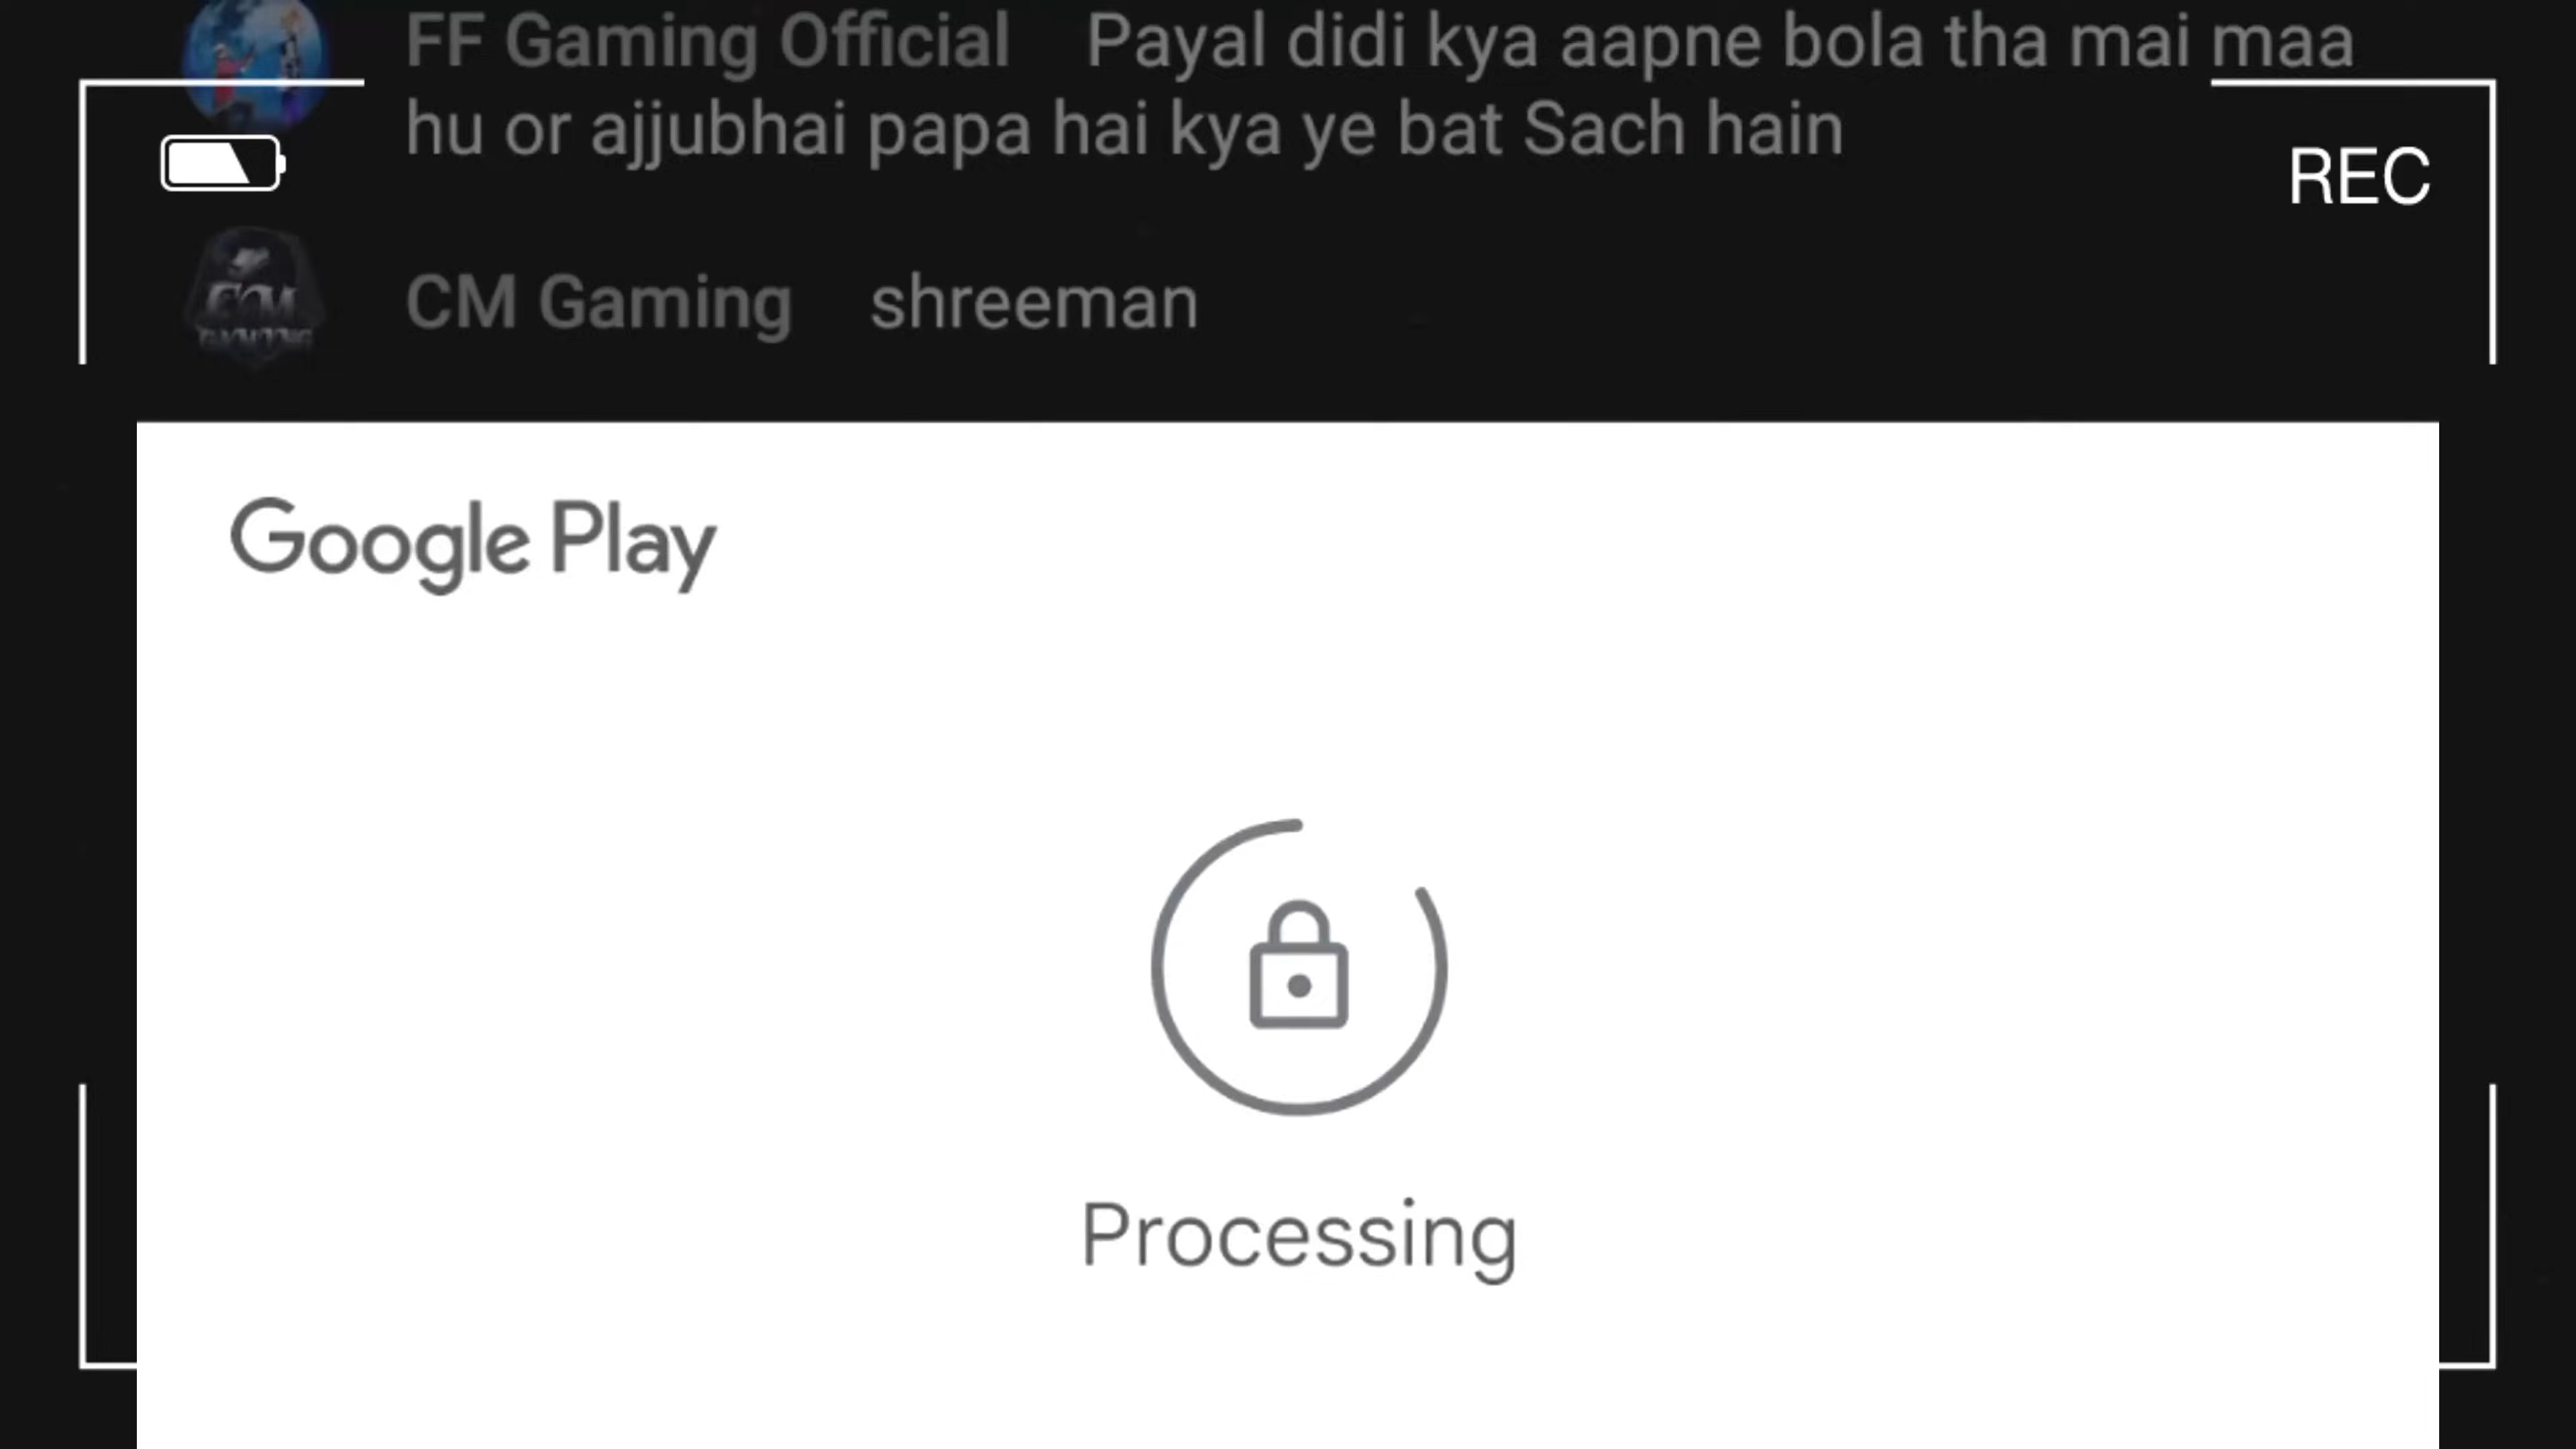 FF Gaming Official Payal didi kya aapne bola tha mai maa
hu or ajjubhai papa hai kya ye bat Sach hain
REC
CM Gaming shreeman
Google Play
Processing